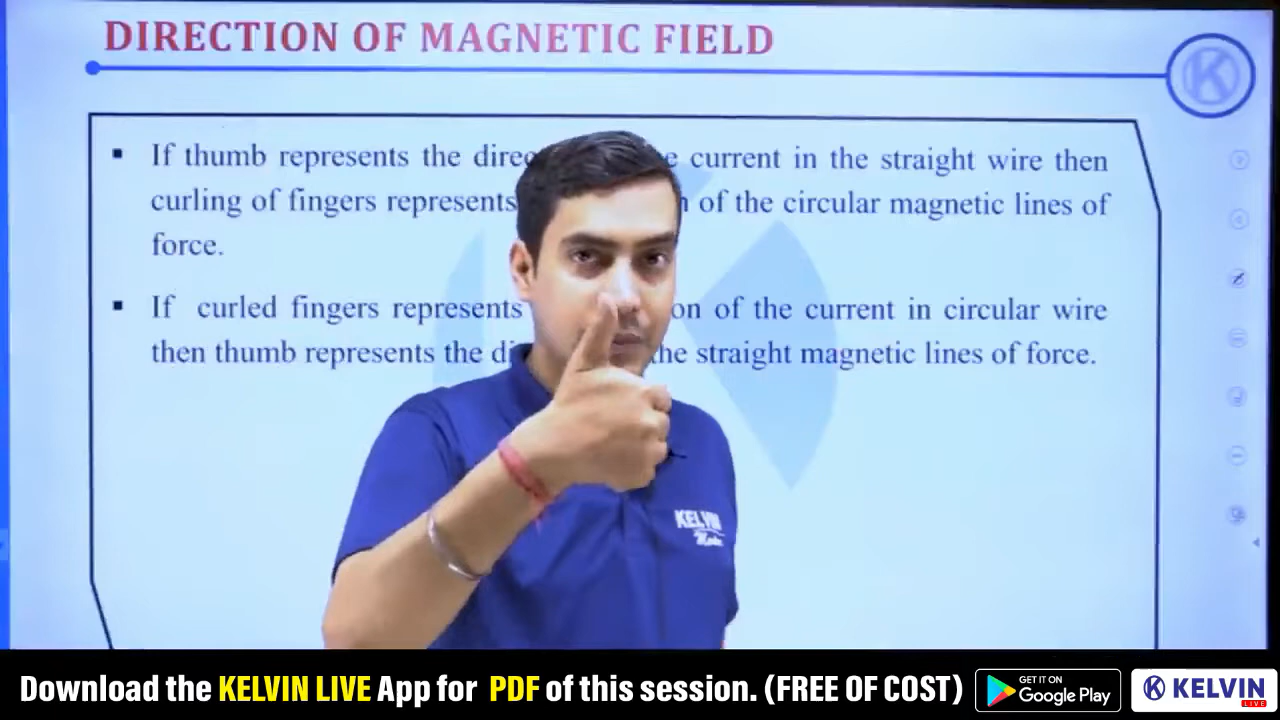 DIRECTION OF MAGNETIC FIELD
▪ If thumb represents the direc e current in the straight wire then
curling of fingers represents n of the circular magnetic lines of
force.
▪ If curled fingers represents on of the current in circular wire
then thumb represents the di he straight magnetic lines of force.
KELVIN
Download the KELVIN LIVE App for PDF of this session. (FREE OF COST)
GET IT ON
Google Play
KELVIN
LIVE